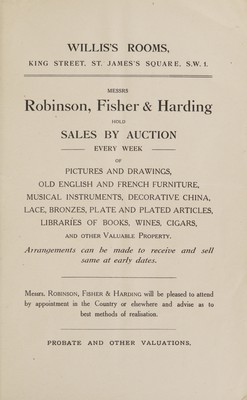 WILLIS'S ROOMS,
KING STREET, ST. JAMES'S SQUARE, S.W. 1.
MESSRS
Robinson, Fisher & Harding
HOLD
SALES BY AUCTION
EVERY WEEK
OF
PICTURES AND DRAWINGS,
OLD ENGLISH AND FRENCH FURNITURE,
MUSICAL INSTRUMENTS, DECORATIVE CHINA,
LACE, BRONZES, PLATE AND PLATED ARTICLES,
LIBRARIES OF BOOKS, WINES, CIGARS,
AND OTHER VALUABLE PROPERTY.
Arrangements can be made to receive and sell
same at early dates.
Messrs. ROBINSON, FISHER & HARDING will be pleased to attend
by appointment in the Country or elsewhere and advise as to
best methods of realisation.
PROBATE AND OTHER VALUATIONS.